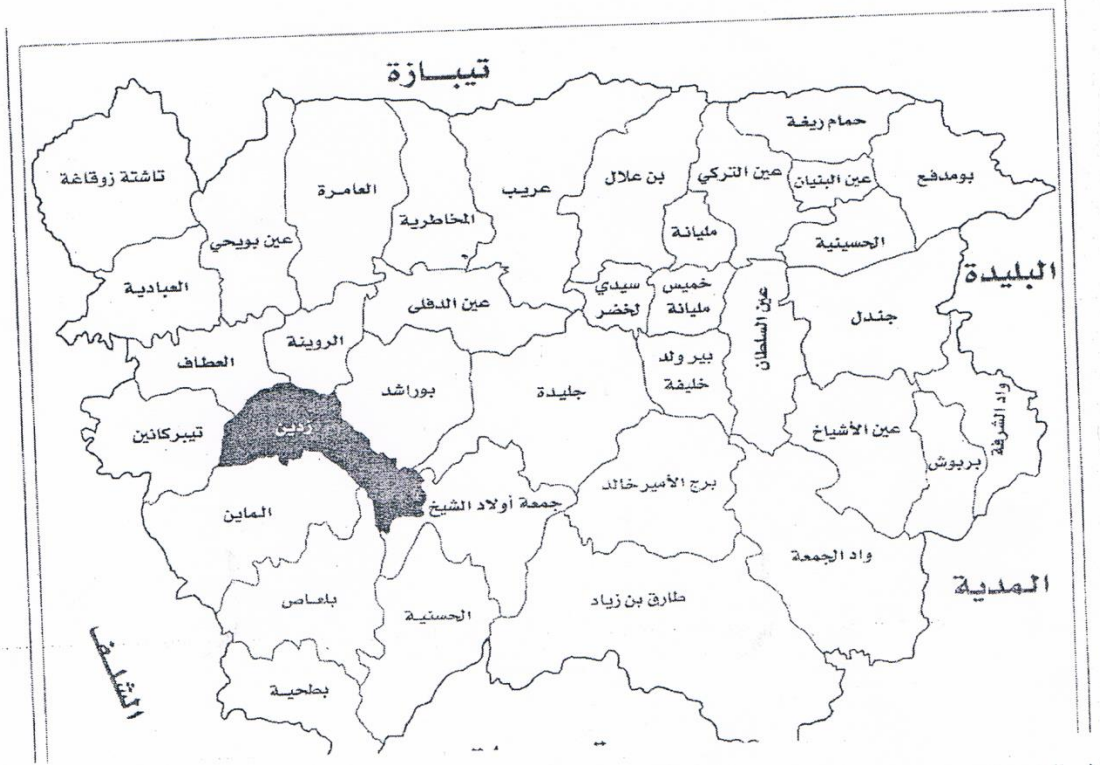 تيبازة
حمام ريغة
تاشتة زوقاغة
العامرة
المخاطرية
عريب
بن علال
عين التركي
عين البنيان
بومدفع
عين بويحي
مليانة
الحسينية
البليدة
العبادية
عين الدفلى
سيدي
لخضر
خميس
مليانة
عين السلطان
جندل
العطاف
الروينة
بوراشد
جليدة
بير ولد
خليفة
واد الشرفة
تيبركانين
زدين
عين الأشياخ
بربوش
الماين
جمعة أولاد الشيخ
برج الأمير خالد
واد الجمعة
المدية
بلعاص
الحسنية
طارق بن زياد
الشلف
بطحية